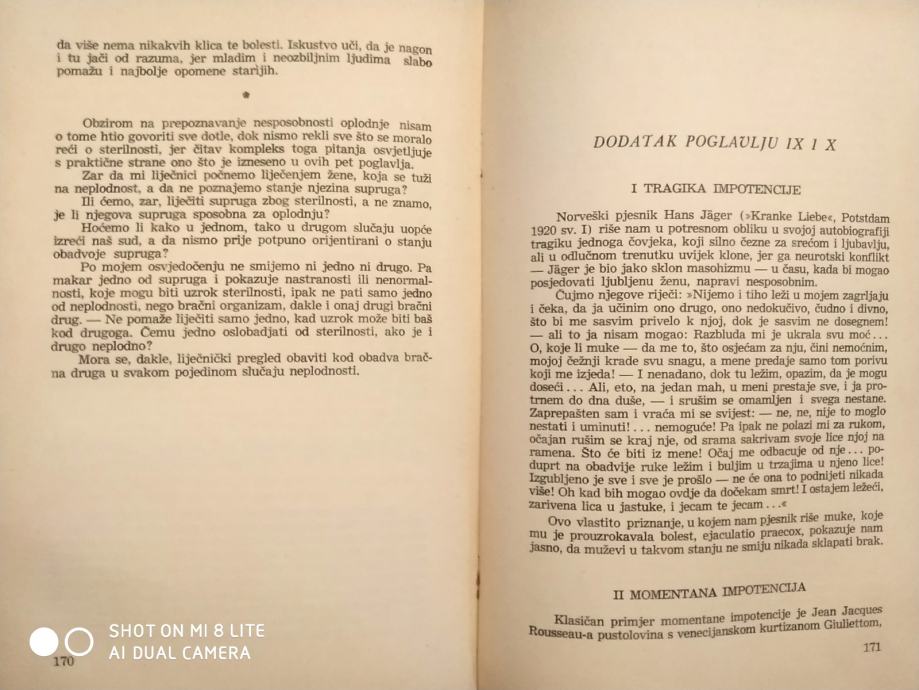 da više nema nikakvih klica te bolesti. Iskustvo uči, da je nagon
i tu jači od razuma, jer mladim i neozbiljnim ljudima slabo
pomažu i najbolje opomene starijih.
*
Obzirom na prepoznavanje nesposobnosti oplodnje nisam
o tome htio govoriti sve dotle, dok nismo rekli sve što se moralo
reći o sterilnosti, jer čitav kompleks toga pitanja osvjetljuje
s praktične strane ono što je izneseno u ovih pet poglavlja.
Zar da mi liječnici počnemo liječenjem žene, koja se tuži
na neplodnost, a da ne poznajemo stanje njezina supruga?
Ili ćemo, zar, liječiti supruga zbog sterilnosti, a ne znamo,
je li njegova supruga sposobna za oplodnju?
Hoćemo li kako u jednom, tako u drugom slučaju uopće
izreći naš sud, a da nismo prije potpuno orijentirani o stanju
obadvoje supruga?
Po mojem osvjedočenju ne smijemo ni jedno ni drugo. Pa
makar jedno od supruga i pokazuje nastranosti ili nenormal-
nosti, koje mogu biti uzrok sterilnosti, ipak ne pati samo jedno
od neplodnosti, nego bračni organizam, dakle i onaj drugi bračni
drug. — Ne pomaže liječiti samo jedno, kad uzrok može biti baš
kod drugoga. Čemu jedno oslobadjati od sterilnosti, ako je i
drugo neplodno?
Mora se, dakle, liječnički pregled obaviti kod obadva brač-
na druga u svakom pojedinom slučaju neplodnosti.
170
SHOT ON MI 8 LITE
AI DUAL CAMERA
DODATAK POGLAVLJU IX I X
I TRAGIKA IMPOTENCIJE
Norveški pjesnik Hans Jäger (»Kranke Liebe«, Potstdam
1920 sv. I) riše nam u potresnom obliku u svojoj autobiografiji
tragiku jednoga čovjeka, koji silno čezne za srećom i ljubavlju,
ali u odlučnom trenutku uvijek klone, jer ga neurotski konflikt
— Jäger je bio jako sklon masohizmu — u času, kada bi mogao
posjedovati ljubljenu ženu, napravi nesposobnim.
Čujmo njegove riječi: »Nijemo i tiho leži u mojem zagrljaju
i čeka, da ja učinim ono drugo, ono nedokučivo, čudno i divno,
što bi me sasvim privelo k njoj, dok je sasvim ne dosegnem!
— ali to ja nisam mogao: Razbluda mi je ukrala svu moć...
O, koje li muke — da me to, što osjećam za nju, čini nemoćnim,
mojoj čežnji krade svu snagu, a mene predaje samo tom porivu
koji me izjeda! — I nenadano, dok tu ležim, opazim, da je mogu
doseći... Ali, eto, na jedan mah, u meni prestaje sve, i ja pro-
trnem do dna duše, — i srušim se omamljen i svega nestane.
Zaprepašten sam i vraća mi se svijest: — ne, ne, nije to moglo
nestati i uminuti!... nemoguće! Pa ipak ne polazi mi za rukom,
očajan rušim se kraj nje, od srama sakrivam svoje lice njoj na
ramena. Što će biti iz mene! Očaj me odbacuje od nje... po-
duprt na obadvije ruke ležim i buljim u trzajima u njeno lice!
Izgubljeno je sve i sve je prošlo — ne će ona to podnijeti nikada
više! Oh kad bih mogao ovdje da dočekam smrt! I ostajem ležeći,
zarivena lica u jastuke, i jecam te jecam...«
Ovo vlastito priznanje, u kojem nam pjesnik riše muke, koje
mu je prouzrokavala bolest, ejaculatio praecox, pokazuje nam
jasno, da muževi u takvom stanju ne smiju nikada sklapati brak.
II MOMENTANA IMPOTENCIJA
Klasičan primjer momentane impotencije je Jean Jacques
Rousseau-a pustolovina s venecijanskom kurtizanom Giuliettom,
171